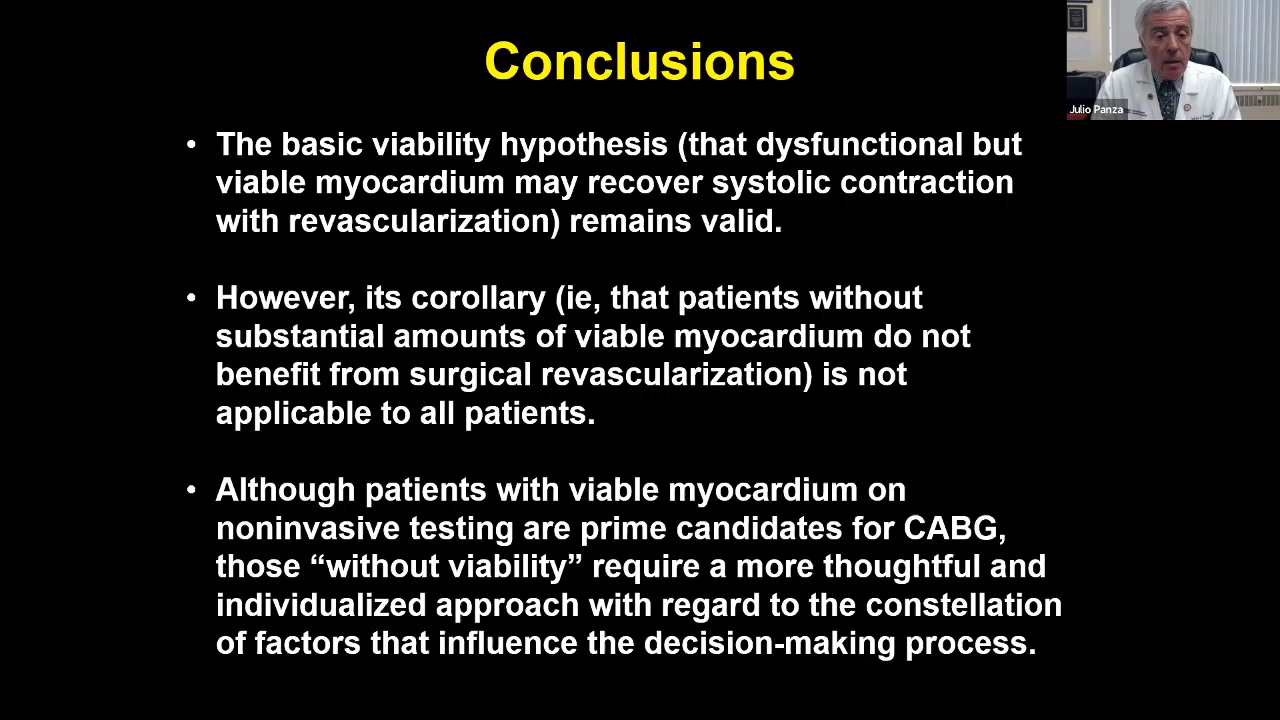 Conclusions
Julio Panza
• The basic viability hypothesis (that dysfunctional but
viable myocardium may recover systolic contraction
with revascularization) remains valid.
• However, its corollary (ie, that patients without
substantial amounts of viable myocardium do not
benefit from surgical revascularization) is not
applicable to all patients.
• Although patients with viable myocardium on
noninvasive testing are prime candidates for CABG,
those “without viability” require a more thoughtful and
individualized approach with regard to the constellation
of factors that influence the decision-making process.